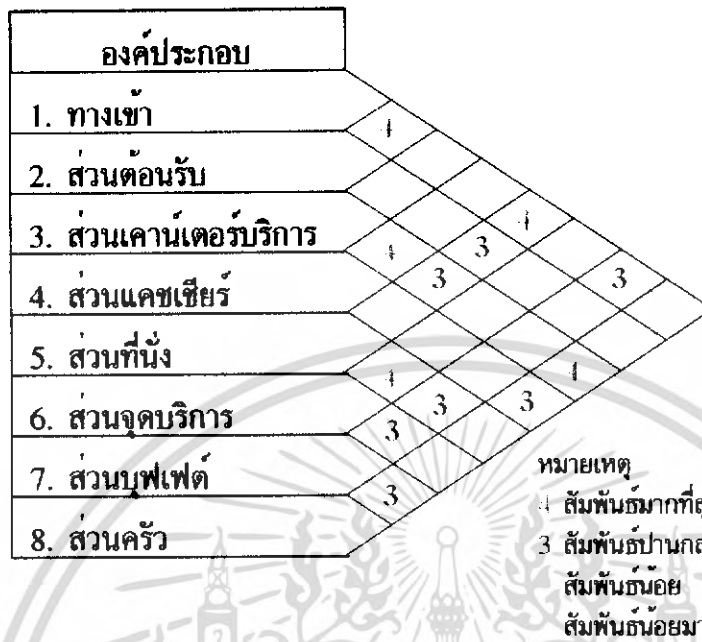 องค์ประกอบ
1. ทางเข้า
4
2. ส่วนต้อนรับ
4
3. ส่วนเคาน์เตอร์บริการ
4 3 3 3
4. ส่วนแคชเชียร์
5. ส่วนที่นั่ง
4 3 3 4
6. ส่วนจุดบริการ
3
7. ส่วนบุฟเฟต์
3
8. ส่วนครัว
หมายเหตุ
4 สัมพันธ์มากที่
3 สัมพันธ์ปานกล
สัมพันธ์น้อย
สัมพันธ์น้อยมา